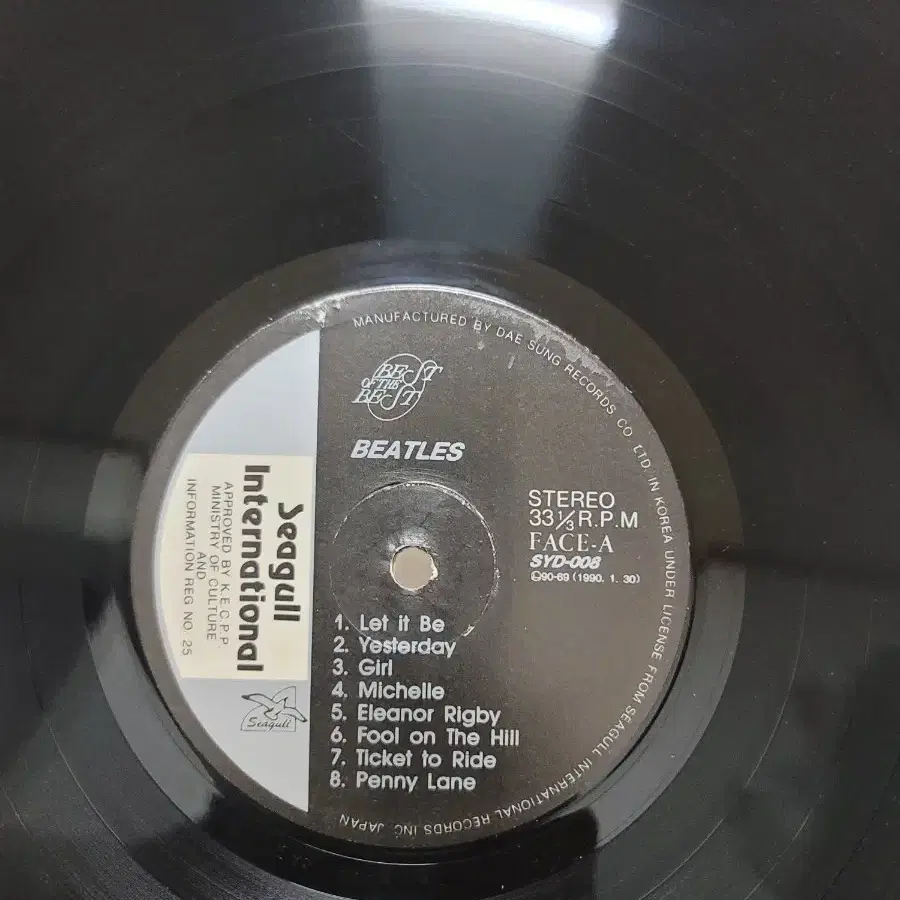 MANUFACTURED BY DAE SUNG RECORDS CO. LTD. IN KOREA UNDER LICENSE FROM SEAGULL INTERNATIONAL RECORDS INC. JAPAN
BEST
OF THE
BEST
BEATLES
STEREO
33 1/3 R.P.M
FACE-A
SYD-008
℗90-69 (1990. 1. 30)
1. Let it Be
2. Yesterday
3. Girl
4. Michelle
5. Eleanor Rigby
6. Fool on The Hill
7. Ticket to Ride
8. Penny Lane
Seagull
International
APPROVED BY K.E.C.P.P
MINISTRY OF CULTURE
AND
INFORMATION REG NO. 25
Seagull